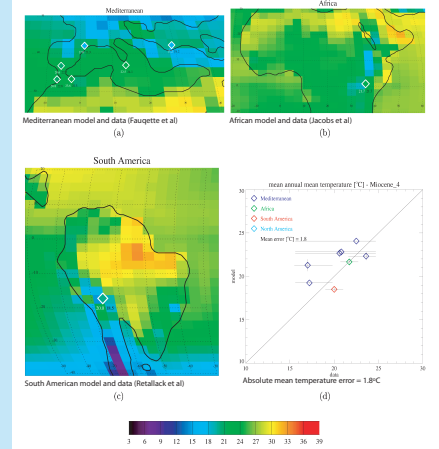 Mediterranean
Mediterranean model and data (Fauqette et al)
(a)
Africa
African model and data (Jacobs et al)
(b)
South America
South American model and data (Retallack et al)
(c)
mean annual mean temperature [°C] - Miocene_4
30
25
20
15
10
model
Mediterranean
Africa
South America
North America
Mean error [°C] = 1.8
10 15 20 25 30
data
Absolute mean temperature error = 1.8ºC
(d)
3 6 9 12 15 18 21 24 27 30 33 36 39